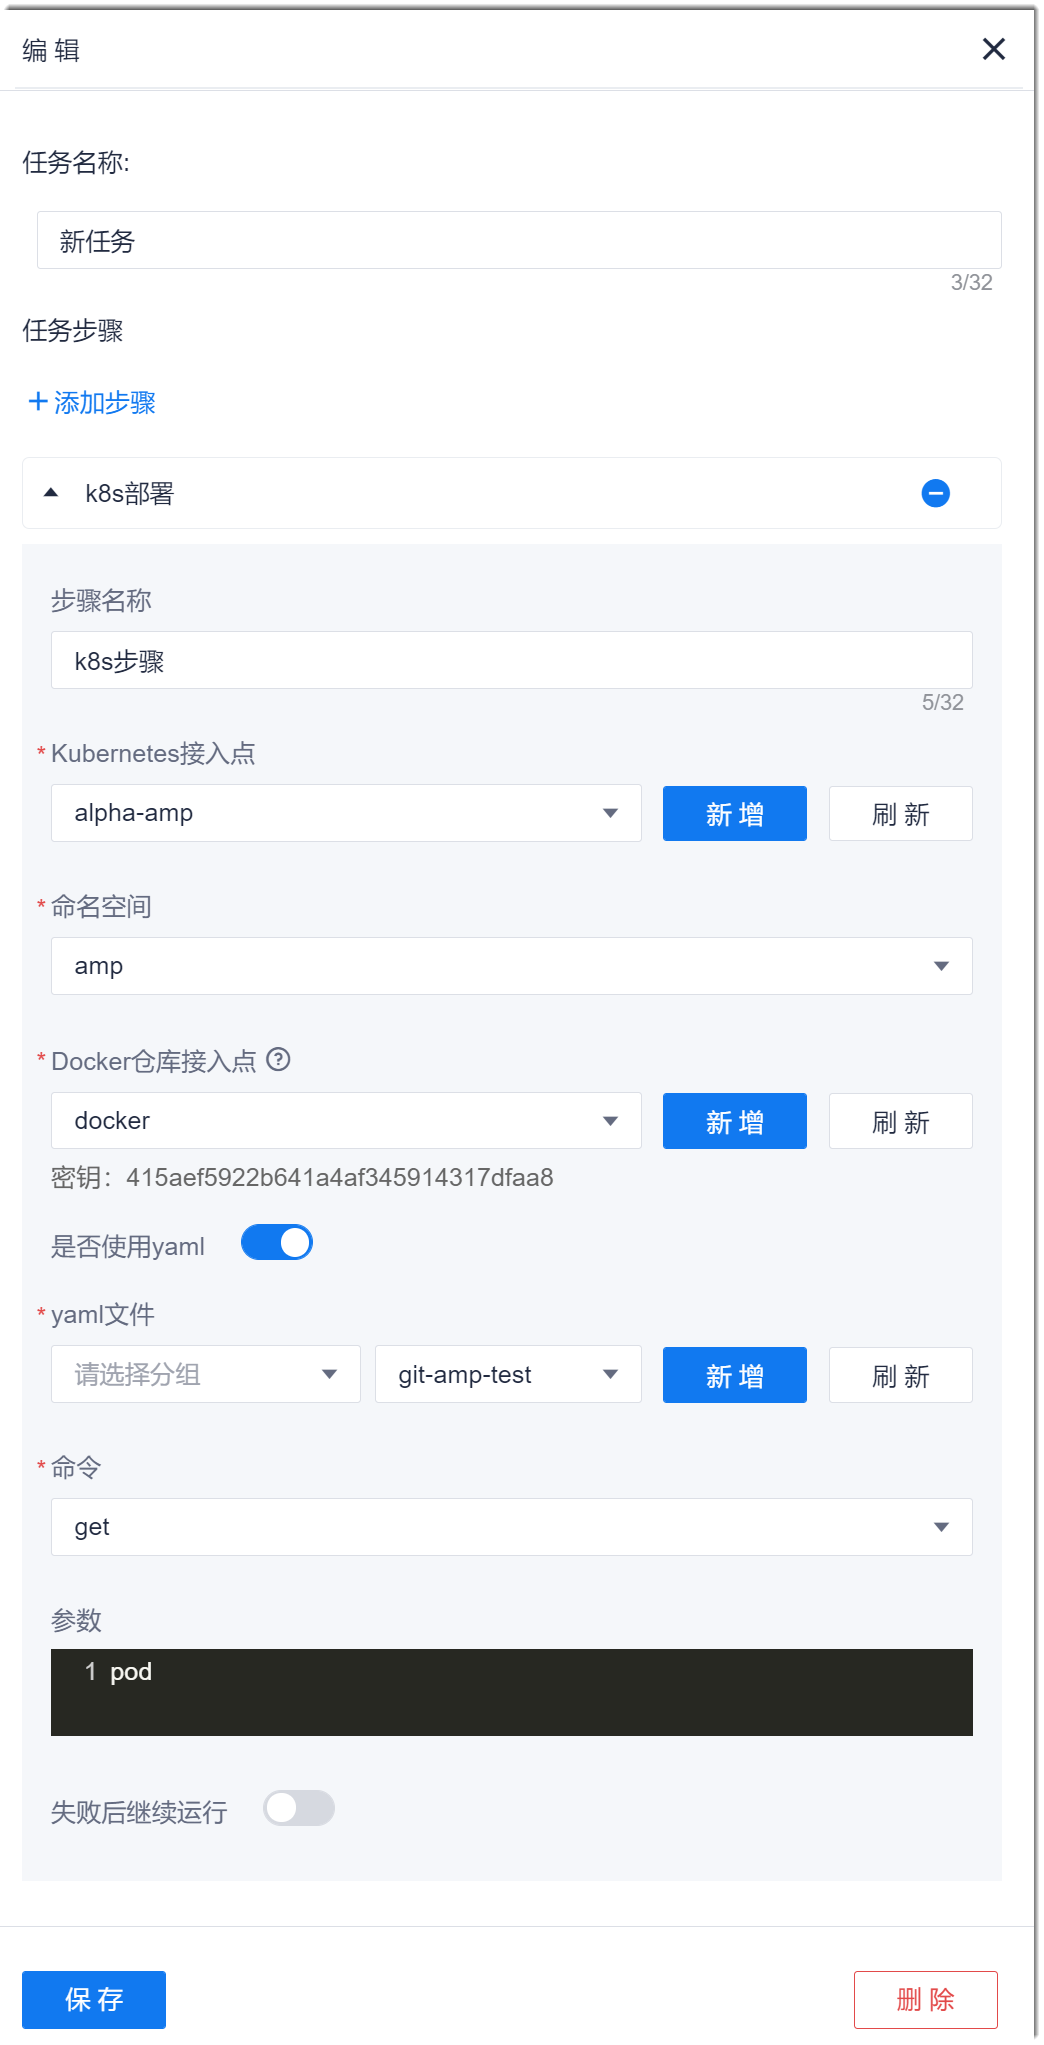 编 辑
任务名称:
新任务
3/32
任务步骤
+ 添加步骤
k8s部署
步骤名称
k8s步骤
5/32
* Kubernetes接入点
alpha-amp 新 增 刷 新
* 命名空间
amp
* Docker仓库接入点 ?
docker 新 增 刷 新
密钥：415aef5922b641a4af345914317dfaa8
是否使用yaml
* yaml文件
请选择分组 git-amp-test 新 增 刷 新
* 命令
get
参数
1 pod
失败后继续运行
保 存 删 除